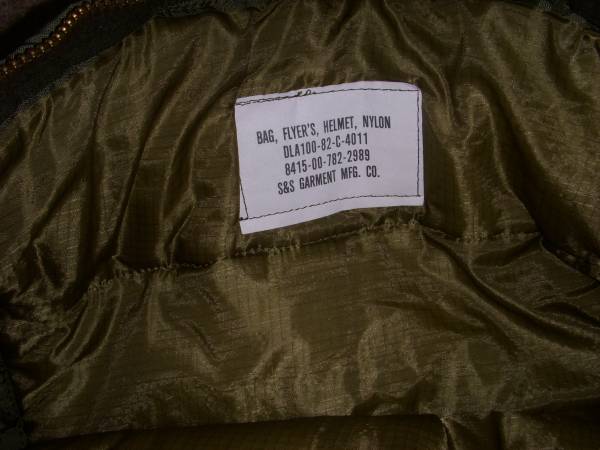 BAG, FLYER'S, HELMET, NYLON
DLA100-82-C-4011
8415-00-782-2989
S&S GARMENT MFG. CO.